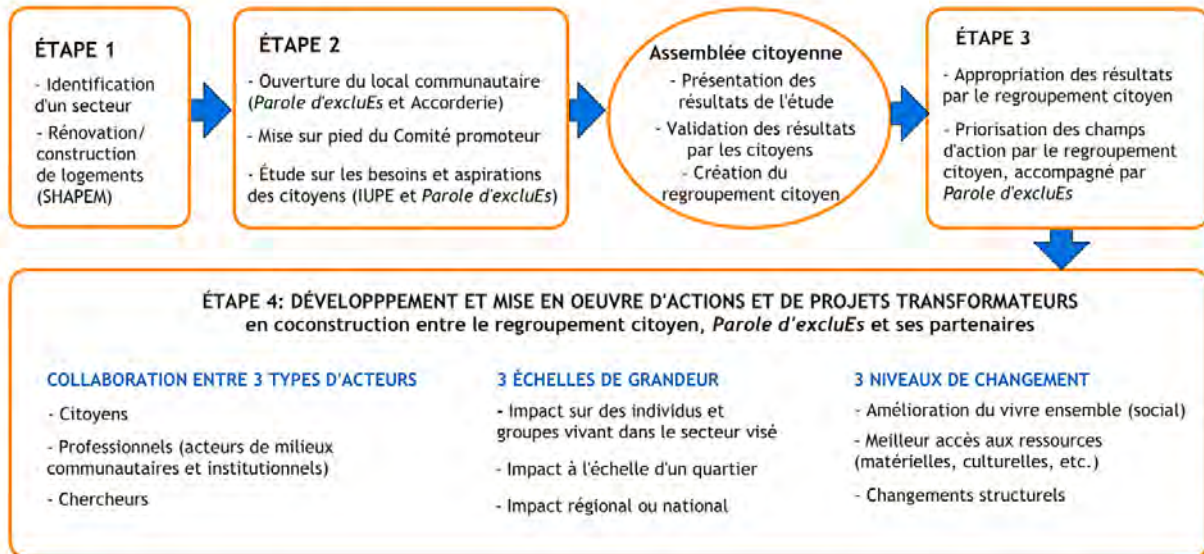 ÉTAPE 1
- Identification
d'un secteur
- Rénovation/
construction
de logements
(SHAPEM)
ÉTAPE 2
- Ouverture du local communautaire
(Parole d'excluEs et Accorderie)
- Mise sur pied du Comité promoteur
- Étude sur les besoins et aspirations
des citoyens (IUPE et Parole d'excluEs)
Assemblée citoyenne
- Présentation des
résultats de l'étude
- Validation des résultats
par les citoyens
- Création du
regroupement citoyen
ÉTAPE 3
- Appropriation des résultats
par le regroupement citoyen
- Priorisation des champs
d'action par le regroupement
citoyen, accompagné par
Parole d'excluEs
ÉTAPE 4: DÉVELOPPPEMENT ET MISE EN OEUVRE D'ACTIONS ET DE PROJETS TRANSFORMATEURS
en coconstruction entre le regroupement citoyen, Parole d'excluEs et ses partenaires
COLLABORATION ENTRE 3 TYPES D'ACTEURS
- Citoyens
- Professionnels (acteurs de milieux
communautaires et institutionnels)
- Chercheurs
3 ÉCHELLES DE GRANDEUR
- Impact sur des individus et
groupes vivant dans le secteur visé
- Impact à l'échelle d'un quartier
- Impact régional ou national
3 NIVEAUX DE CHANGEMENT
- Amélioration du vivre ensemble (social)
- Meilleur accès aux ressources
(matérielles, culturelles, etc.)
- Changements structurels